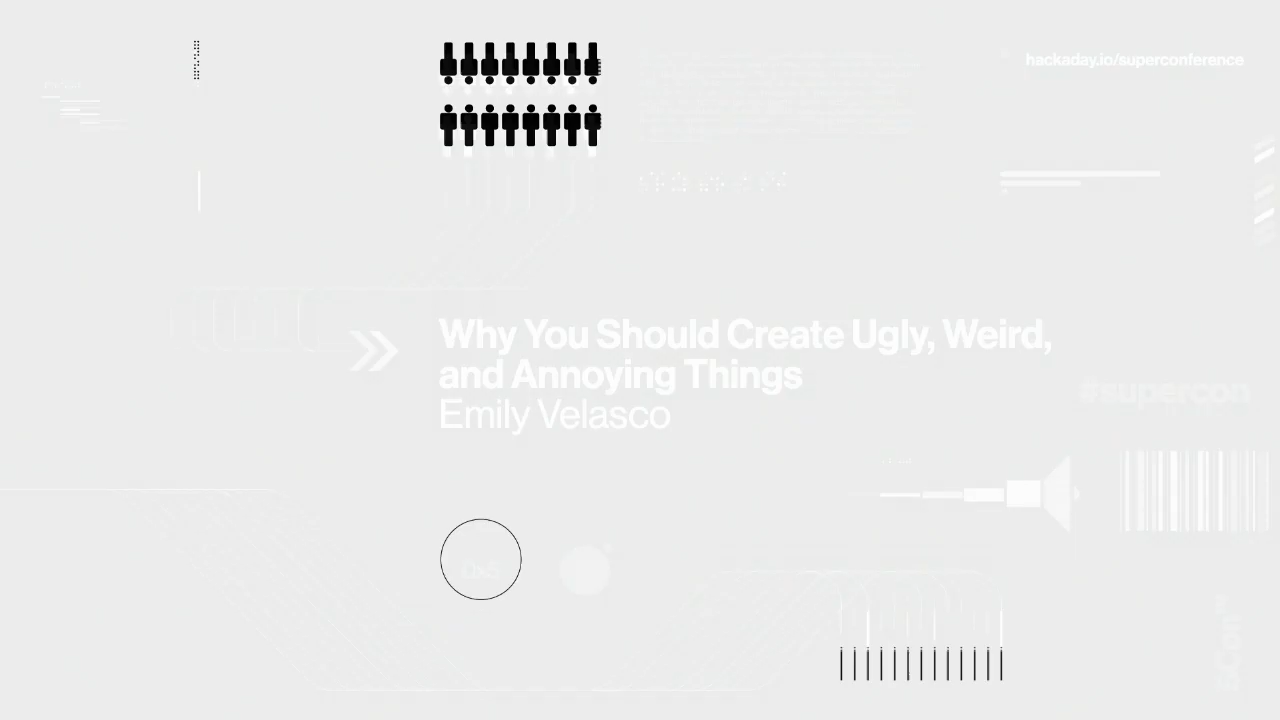 hackaday.io/superconference
Why You Should Create Ugly, Weird,
and Annoying Things
Emily Velasco
#supercon